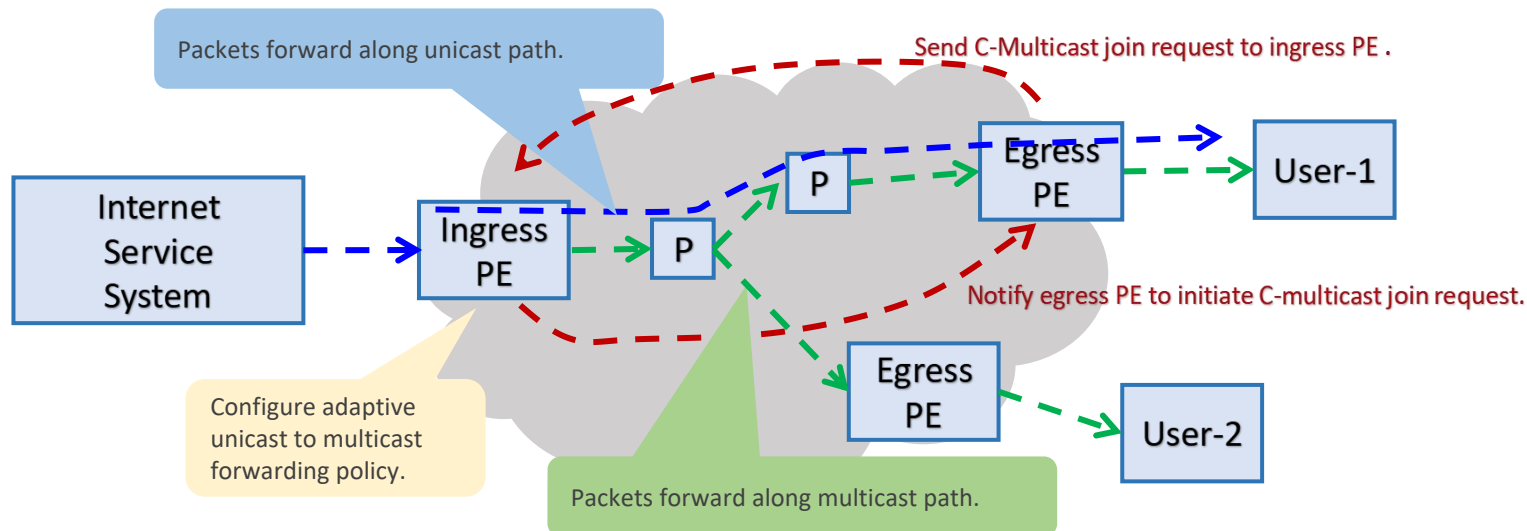 Packets forward along unicast path.
Send C-Multicast join request to ingress PE .
Internet
Service
System
Ingress
PE
P
P
Egress
PE
User-1
Notify egress PE to initiate C-multicast join request.
Egress
PE
User-2
Configure adaptive
unicast to multicast
forwarding policy.
Packets forward along multicast path.